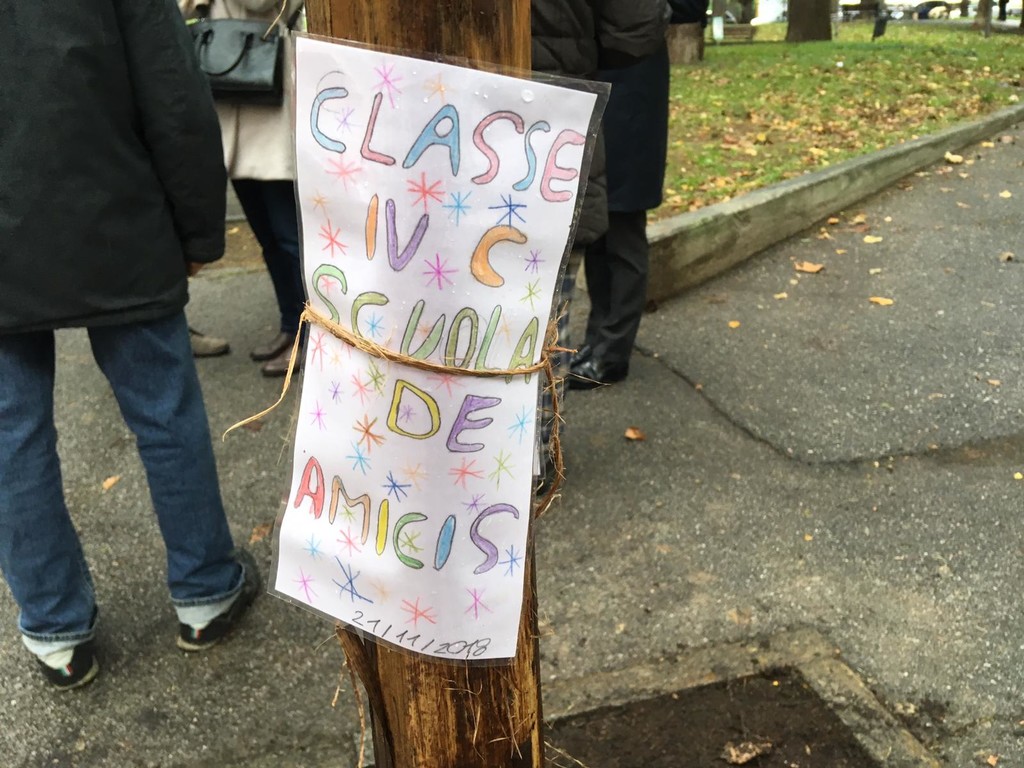 CLASSE
IV C
SCUOLA
DE
AMICIS
21/11/2018